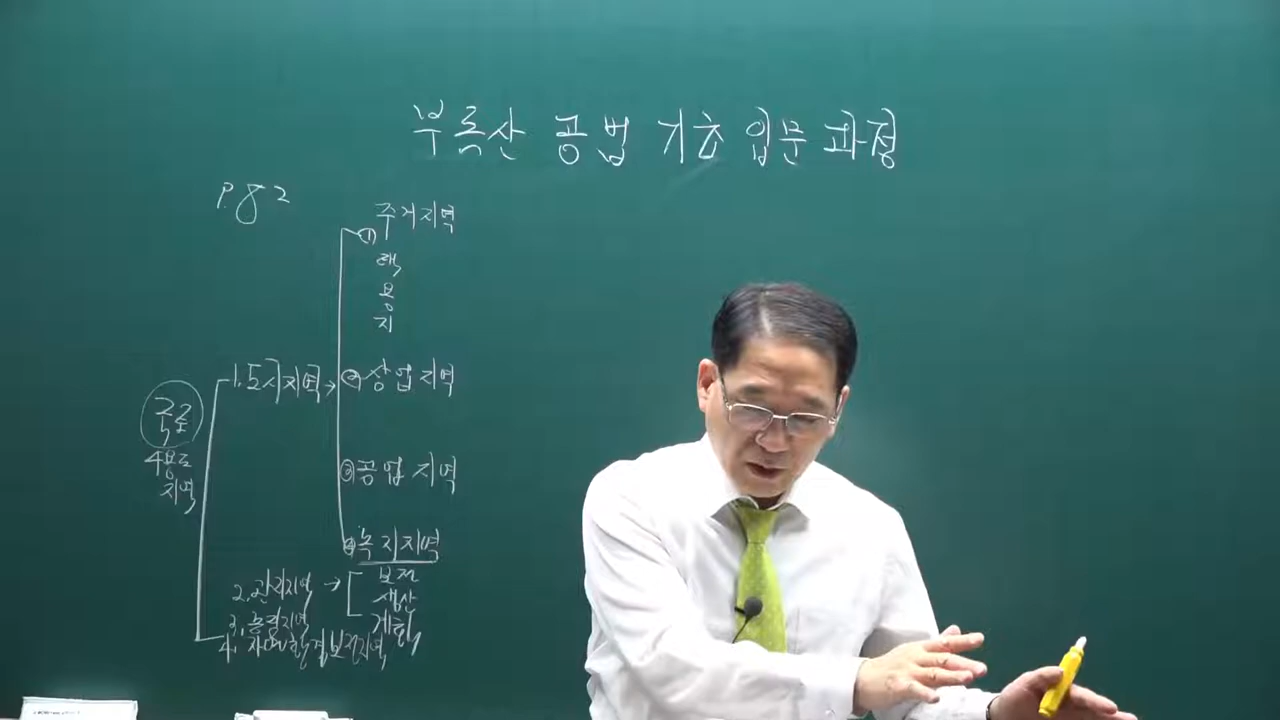 부동산 공법 기초 입문 과정
P.82
① 주거지역
택
용
지
1.도시지역 → ② 상업지역
국토
4용도
지역
③ 공업지역
④ 녹지지역
2.관리지역 → 보전
생산
계획
3.농림지역
4.자연환경보전지역